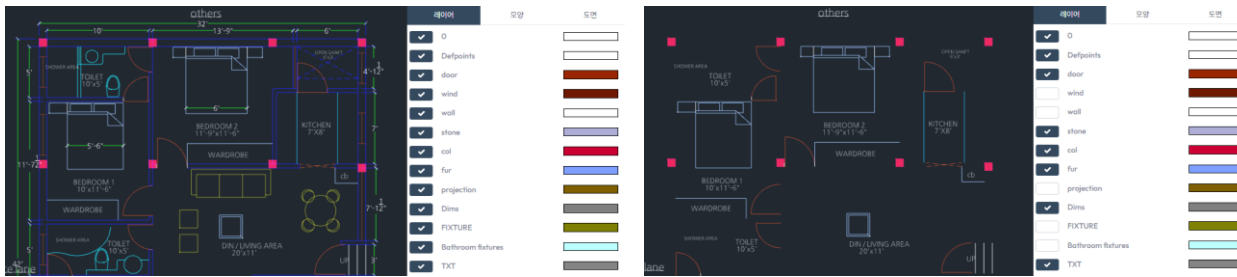 others
32'
10'
13'-9"
6'
레이어
모양
도면
0
Defpoints
door
wind
wall
stone
col
fur
projection
Dims
FIXTURE
Bathroom fixtures
TXT
SHOWER AREA
TOILET
10'x5'
OPEN SHAFT
5'
6'
7'
BEDROOM 2
11'-9"x11'-6"
KITCHEN
7'X8'
5'-6"
WARDROBE
cb
BEDROOM 1
10'x11'-6"
WARDROBE
SHOWER AREA
TOILET
10'x5'
DIN / LIVING AREA
20'x11'
5'
3'
UP
others
레이어
모양
도면
0
Defpoints
door
wind
wall
stone
col
fur
projection
Dims
FIXTURE
Bathroom fixtures
TXT
SHOWER AREA
TOILET
10'x5'
OPEN SHAFT
BEDROOM 2
11'-9"x11'-6"
KITCHEN
7'X8'
WARDROBE
cb
BEDROOM 1
10'x11'-6"
WARDROBE
SHOWER AREA
TOILET
10'x5'
DIN / LIVING AREA
20'x11'
UP
lane